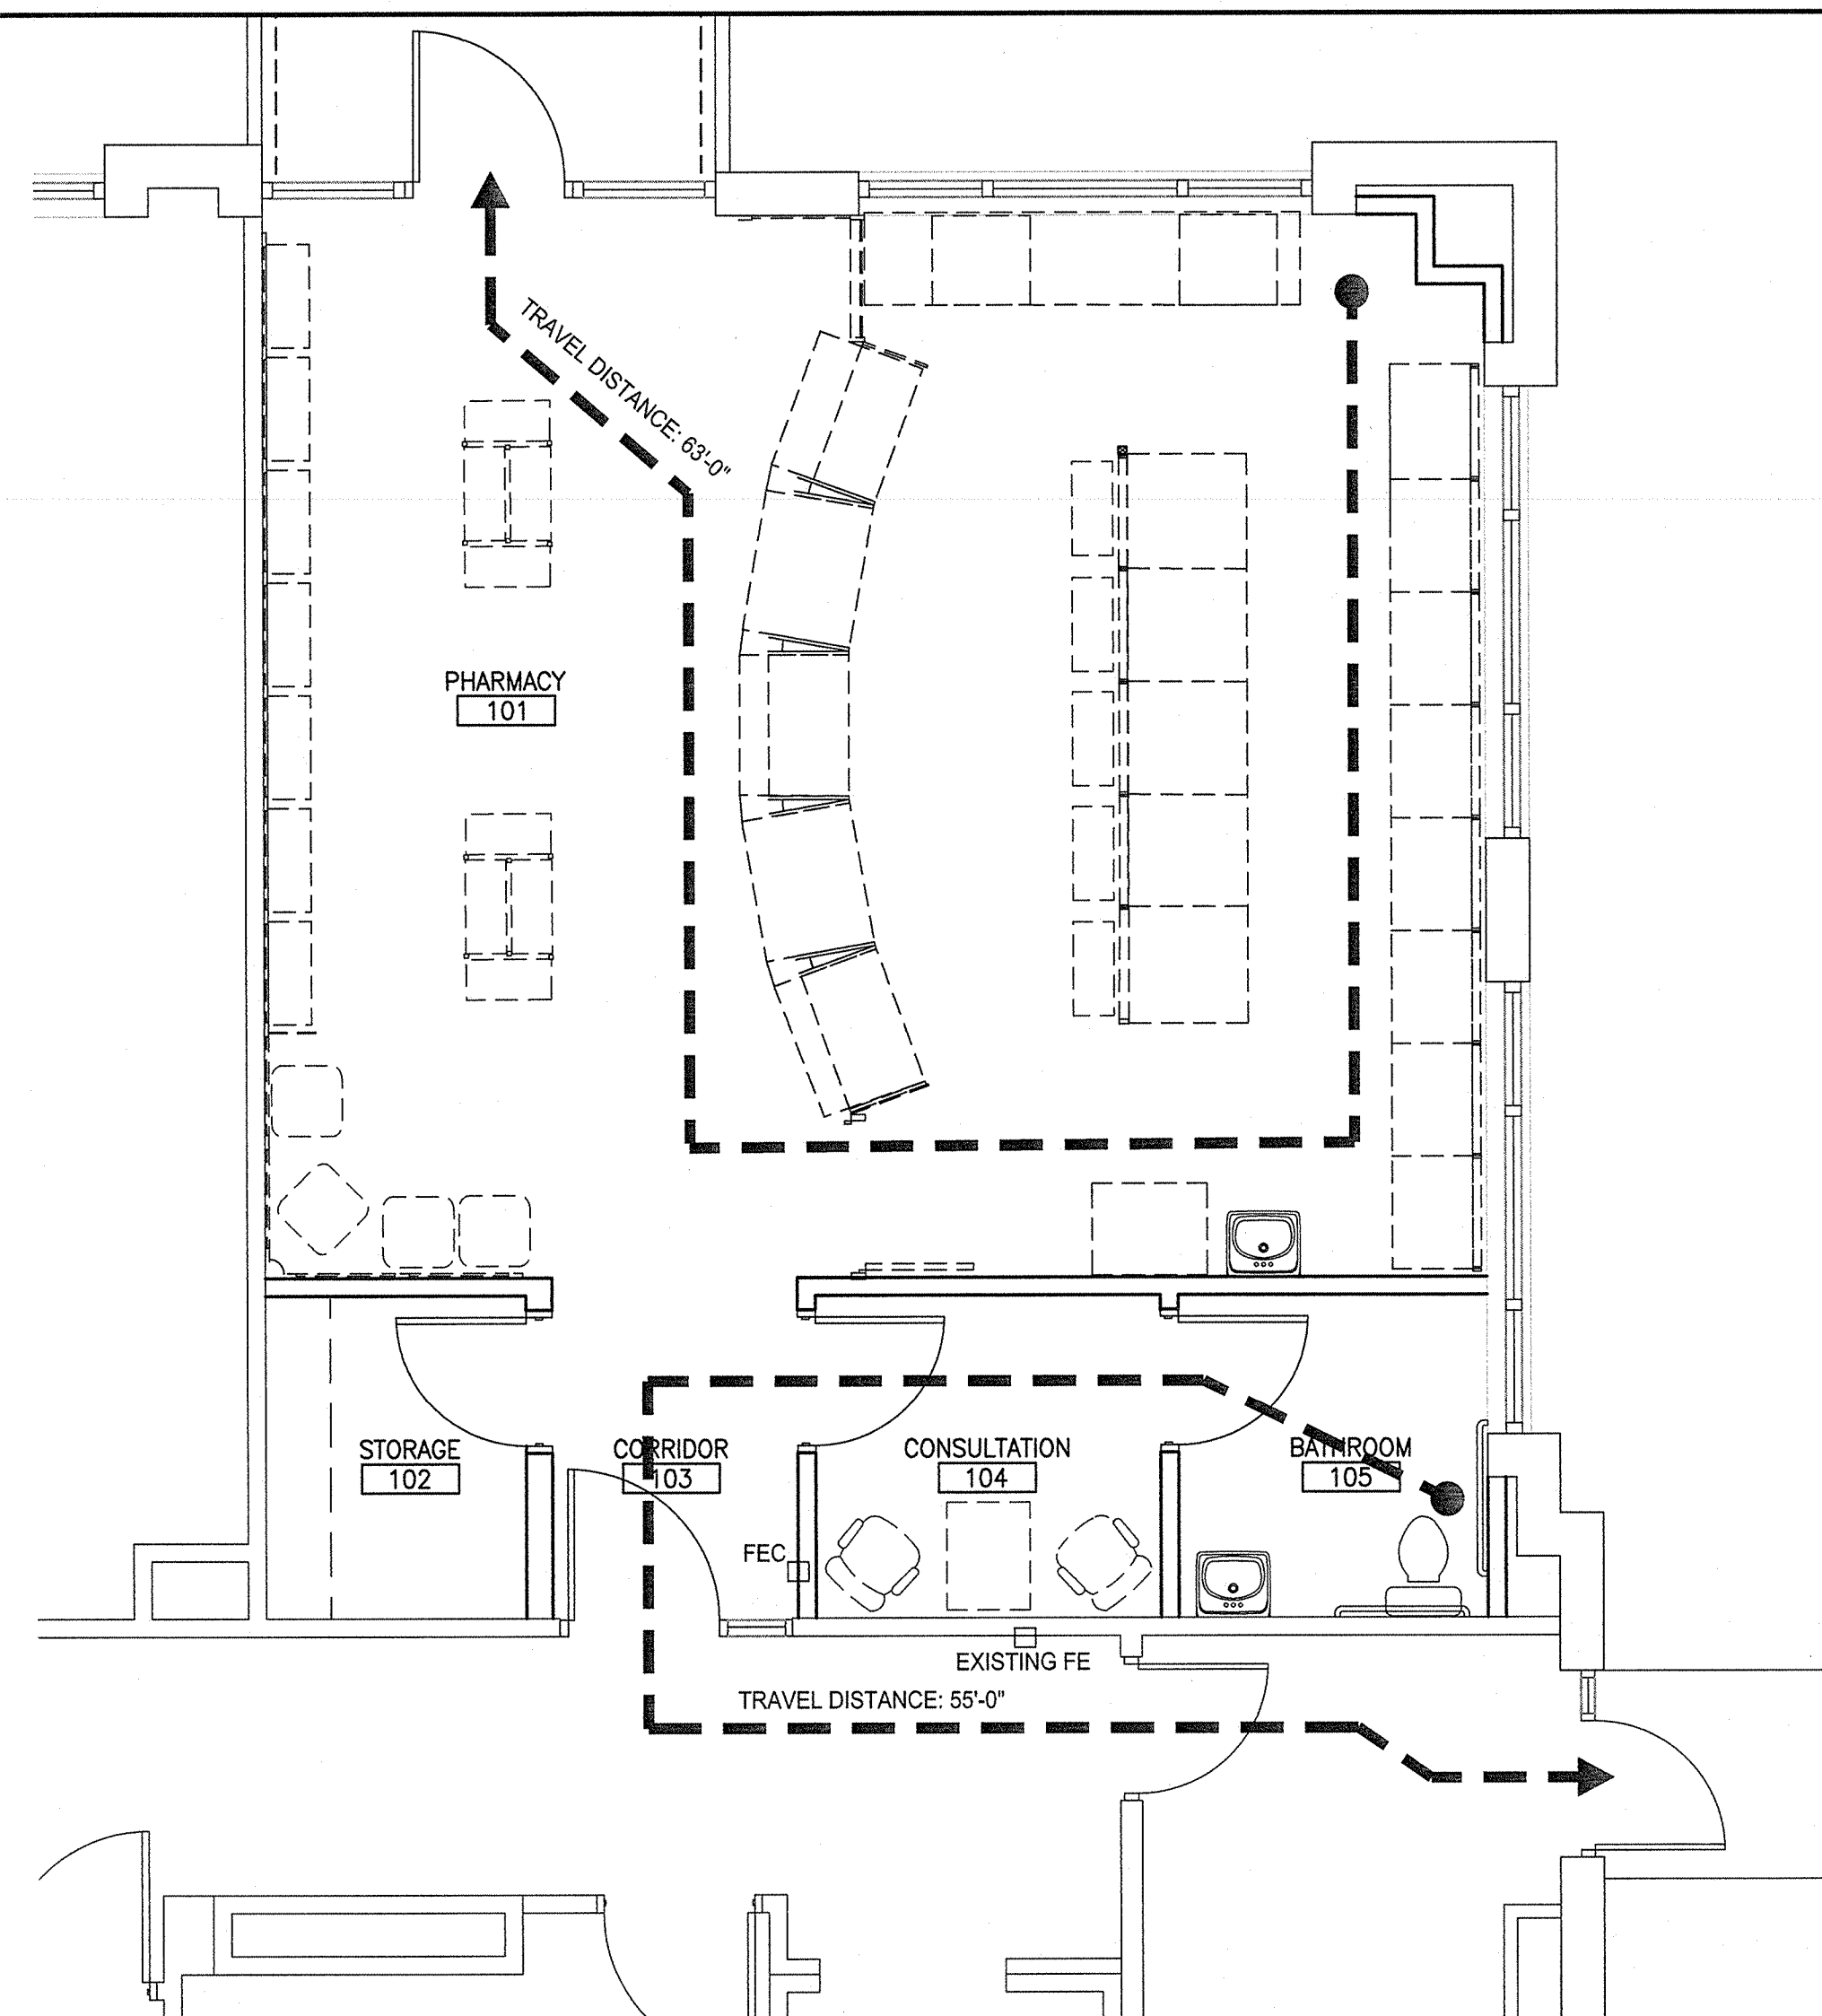 TRAVEL DISTANCE: 63'-0"
PHARMACY
101
STORAGE
102
CORRIDOR
103
CONSULTATION
104
BATHROOM
105
FEC
EXISTING FE
TRAVEL DISTANCE: 55'-0"